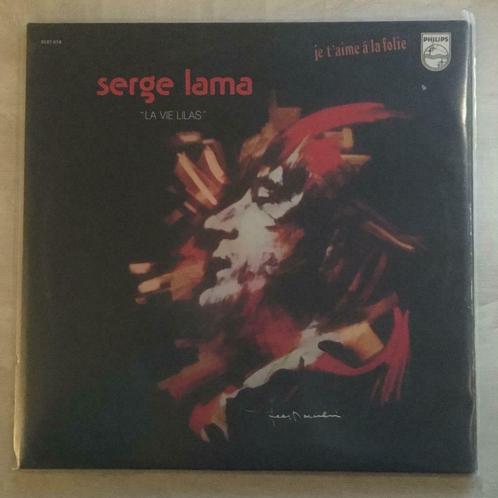 je t'aime à la folie
PHILIPS
serge lama
"LA VIE LILAS"